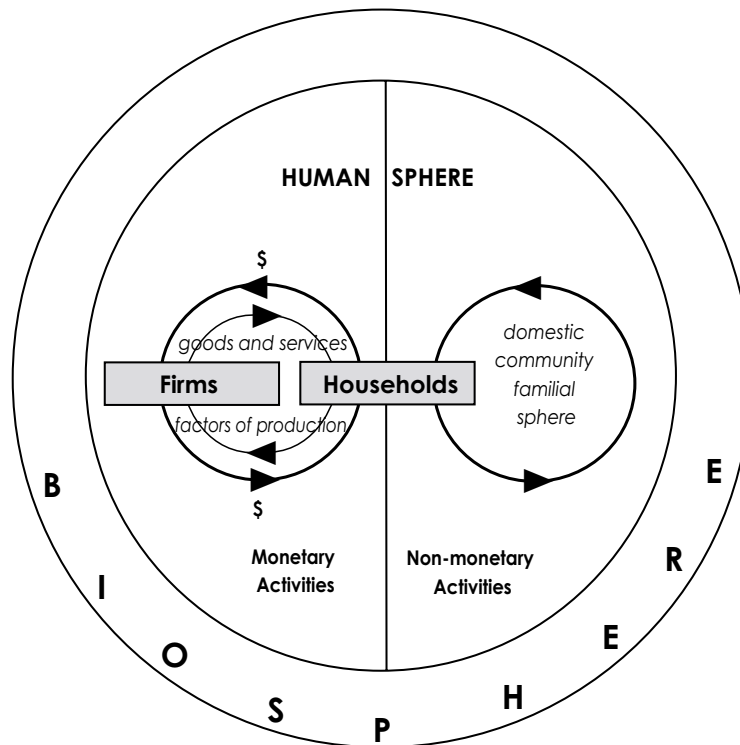 HUMAN SPHERE
$
goods and services
Firms
Households
factors of production
$
domestic
community
familial
sphere
Monetary
Activities
Non-monetary
Activities
BIOSPHERE